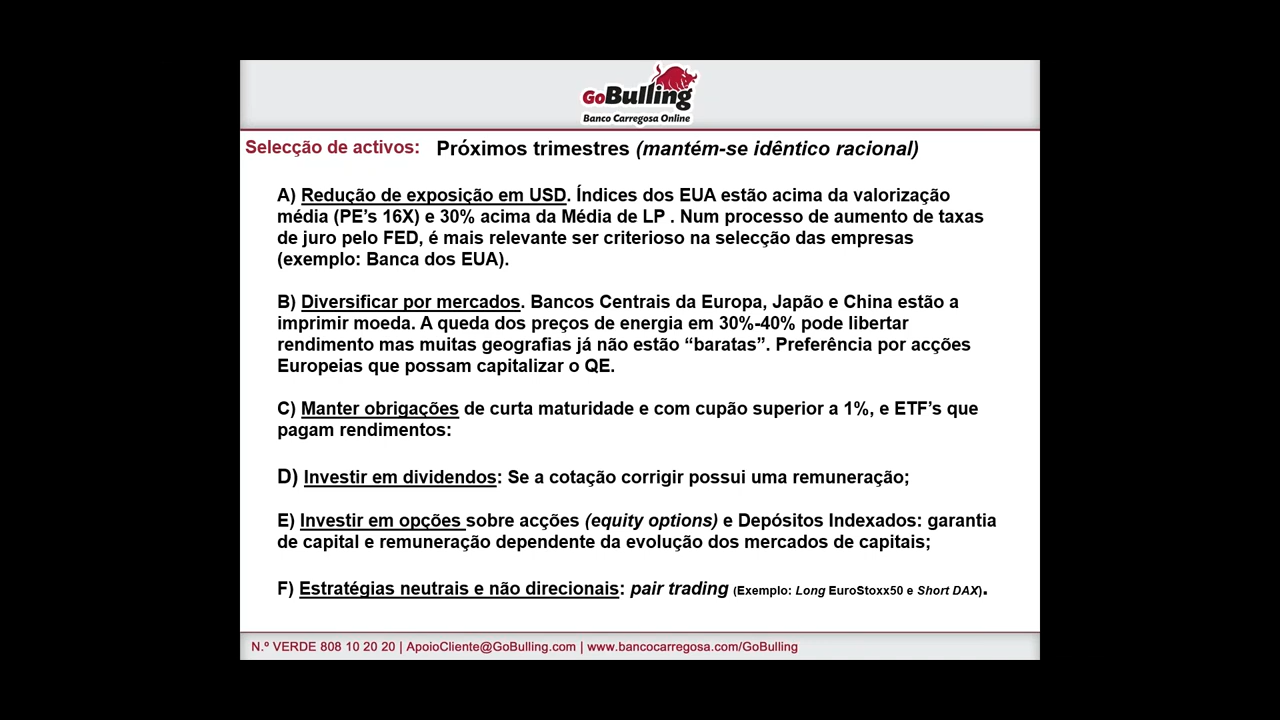 GoBulling
Banco Carregosa Online
Selecção de activos: Próximos trimestres (mantém-se idêntico racional)
A) Redução de exposição em USD. Índices dos EUA estão acima da valorização
média (PE’s 16X) e 30% acima da Média de LP . Num processo de aumento de taxas
de juro pelo FED, é mais relevante ser criterioso na selecção das empresas
(exemplo: Banca dos EUA).
B) Diversificar por mercados. Bancos Centrais da Europa, Japão e China estão a
imprimir moeda. A queda dos preços de energia em 30%-40% pode libertar
rendimento mas muitas geografias já não estão “baratas”. Preferência por acções
Europeias que possam capitalizar o QE.
C) Manter obrigações de curta maturidade e com cupão superior a 1%, e ETF’s que
pagam rendimentos:
D) Investir em dividendos: Se a cotação corrigir possui uma remuneração;
E) Investir em opções sobre acções (equity options) e Depósitos Indexados: garantia
de capital e remuneração dependente da evolução dos mercados de capitais;
F) Estratégias neutrais e não direcionais: pair trading (Exemplo: Long EuroStoxx50 e Short DAX).
N.º VERDE 808 10 20 20 | ApoioCliente@GoBulling.com | www.bancocarregosa.com/GoBulling